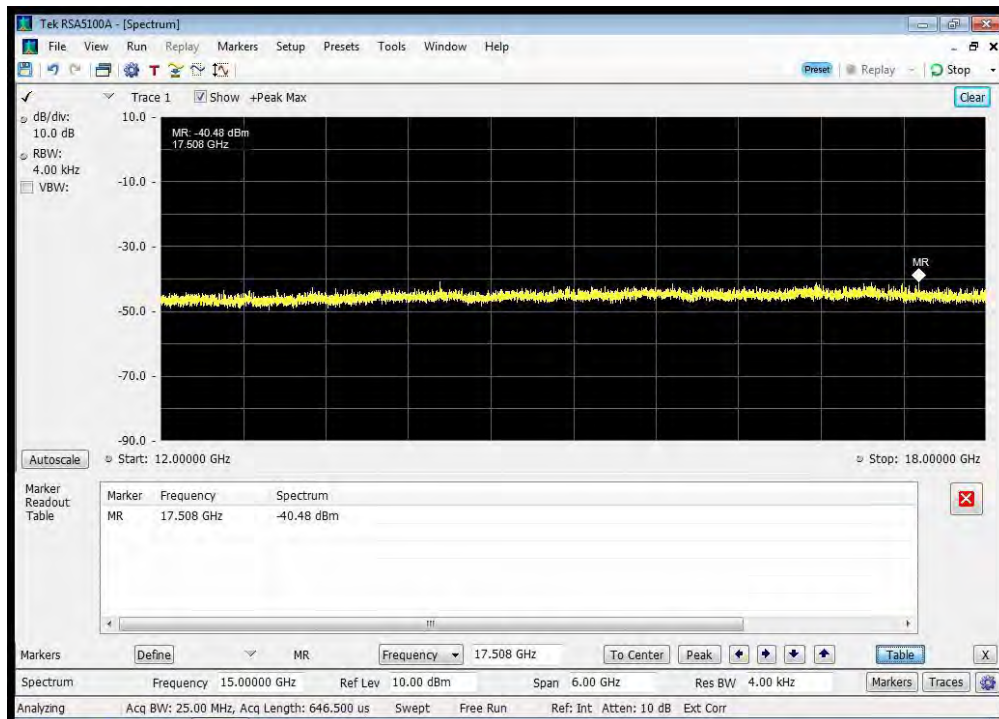 Tek RSA5100A - [Spectrum]
File View Run Replay Markers Setup Presets Tools Window Help
Preset Replay Stop
Trace 1 Show +Peak Max Clear
dB/div:
10.0 dB
RBW:
4.00 kHz
VBW:
10.0
-10.0
-30.0
-50.0
-70.0
-90.0
MR: -40.48 dBm
17.508 GHz
MR
Autoscale Start: 12.00000 GHz Stop: 18.00000 GHz
Marker
Readout
Table
Marker Frequency Spectrum
MR 17.508 GHz -40.48 dBm
Markers Define MR Frequency 17.508 GHz To Center Peak Table X
Spectrum Frequency 15.00000 GHz Ref Lev 10.00 dBm Span 6.00 GHz Res BW 4.00 kHz Markers Traces
Analyzing Acq BW: 25.00 MHz, Acq Length: 646.500 us Swept Free Run Ref: Int Atten: 10 dB Ext Corr